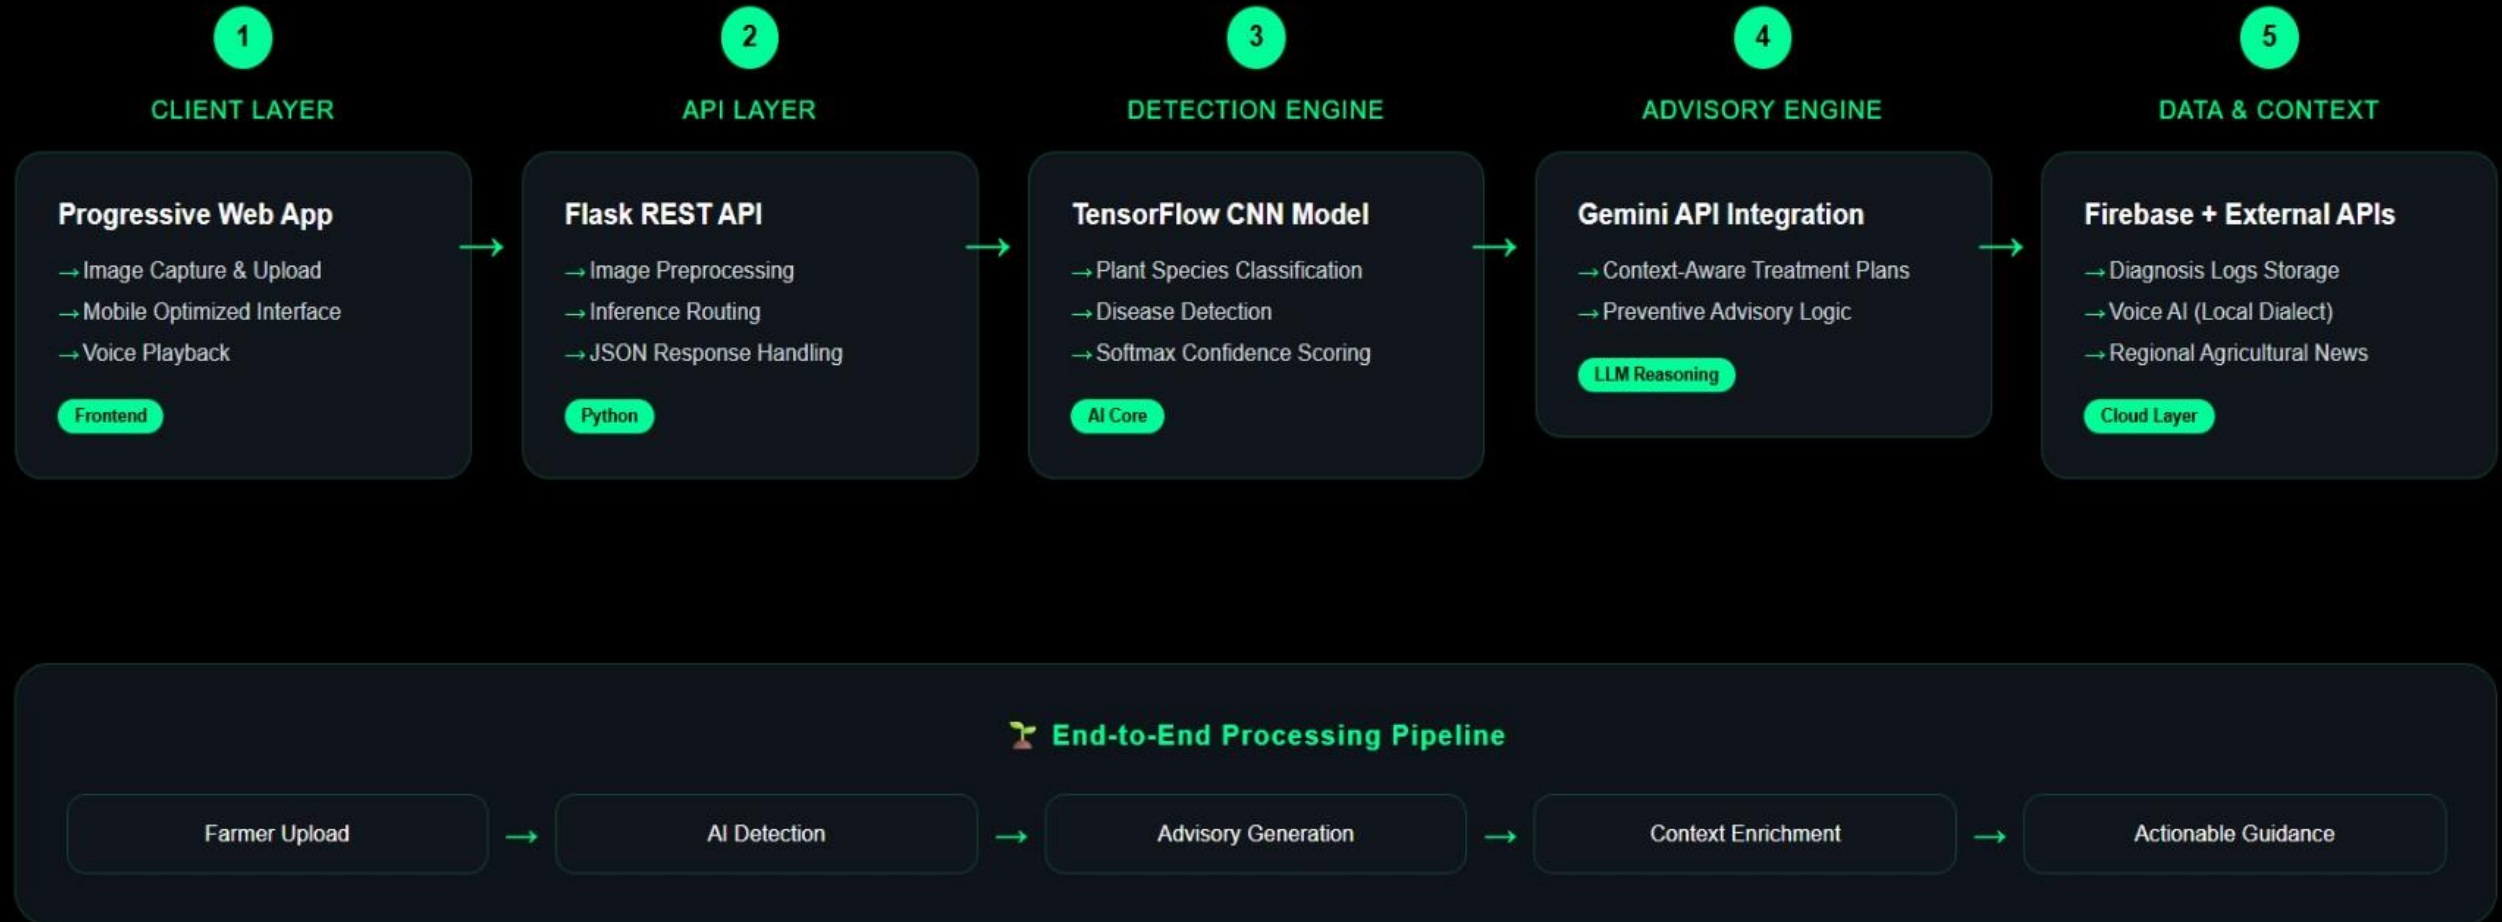 1
CLIENT LAYER
Progressive Web App
→Image Capture & Upload
→Mobile Optimized Interface
→Voice Playback
Frontend
→
2
API LAYER
Flask REST API
→Image Preprocessing
→Inference Routing
→JSON Response Handling
Python
→
3
DETECTION ENGINE
TensorFlow CNN Model
→Plant Species Classification
→Disease Detection
→Softmax Confidence Scoring
AI Core
→
4
ADVISORY ENGINE
Gemini API Integration
→Context-Aware Treatment Plans
→Preventive Advisory Logic
LLM Reasoning
→
5
DATA & CONTEXT
Firebase + External APIs
→Diagnosis Logs Storage
→Voice AI (Local Dialect)
→Regional Agricultural News
Cloud Layer
🌱 End-to-End Processing Pipeline
Farmer Upload → AI Detection → Advisory Generation → Context Enrichment → Actionable Guidance